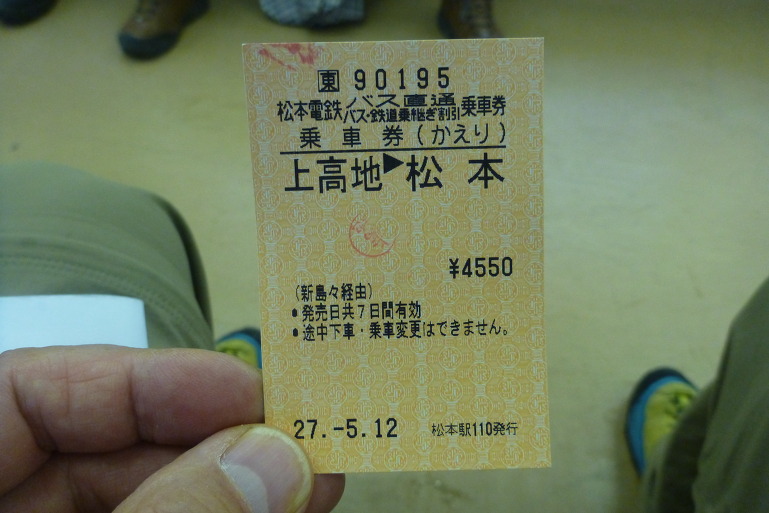 東 90195
松本電鉄 バス直通 乗車券
バス・鉄道乗継ぎ割引
乗車券(かえり)
上高地▶松本
¥4550
(新島々経由)
●発売日共7日間有効
●途中下車・乗車変更はできません。
27.-5.12 松本駅110発行